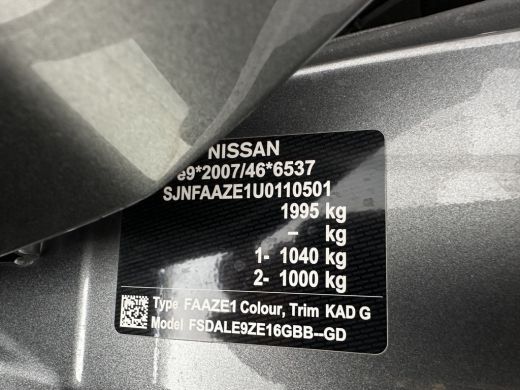 NISSAN
e9*2007/46*6537
SJNFAAZE1U0110501
1995 kg
– kg
1- 1040 kg
2- 1000 kg
Type FAAZE1 Colour, Trim KAD G
Model FSDALE9ZE16GBB--GD